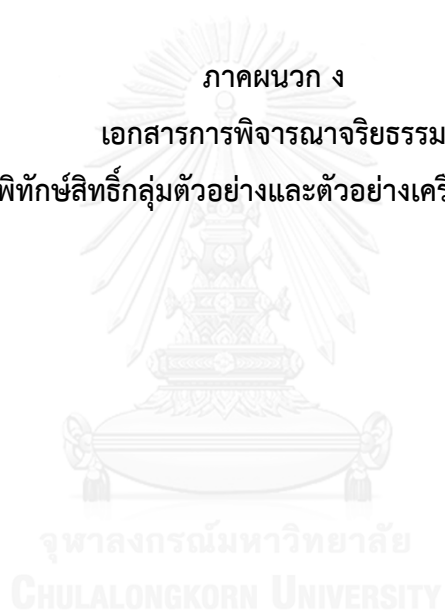 ภาคผนวก ง
เอกสารการพิจารณาจริยธรรม
พิทักษ์สิทธิ์กลุ่มตัวอย่างและตัวอย่างเครื
จุฬาลงกรณ์มหาวิทยาลัย
CHULALONGKORN UNIVERSITY